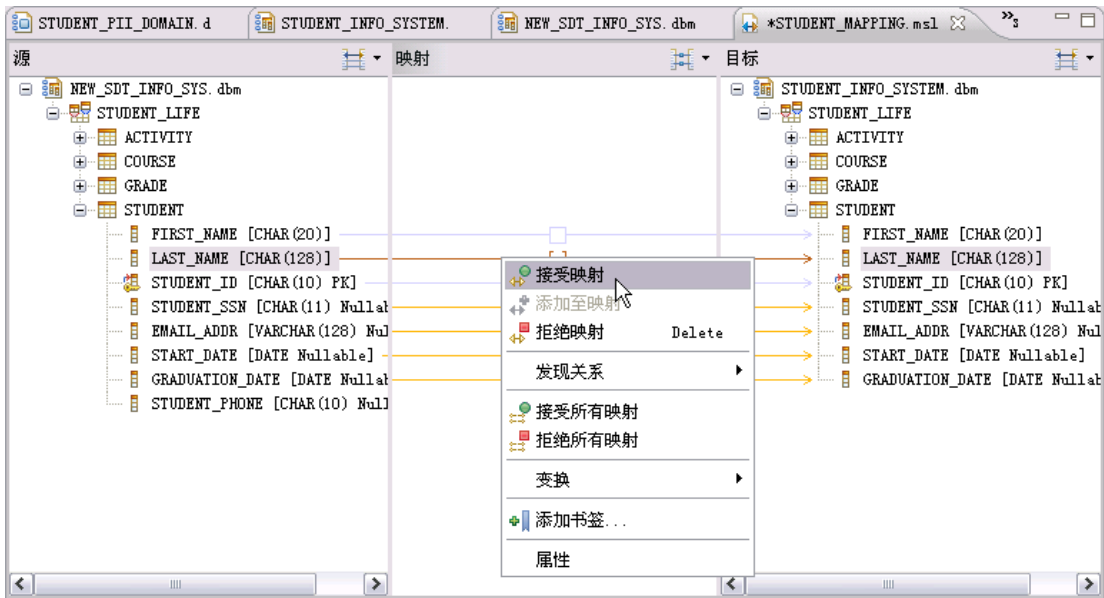 STUDENT_PII_DOMAIN. d
STUDENT_INFO_SYSTEM.
NEW_SDT_INFO_SYS. dbm
*STUDENT_MAPPING.msl
»s
源
映射
目标
NEW_SDT_INFO_SYS. dbm
STUDENT_LIFE
ACTIVITY
COURSE
GRADE
STUDENT
FIRST_NAME [CHAR(20)]
LAST_NAME [CHAR(128)]
STUDENT_ID [CHAR(10) PK]
STUDENT_SSN [CHAR(11) Nullab
EMAIL_ADDR [VARCHAR(128) Nul
START_DATE [DATE Nullable]
GRADUATION_DATE [DATE Nullab
STUDENT_PHONE [CHAR(10) Null
接受映射
添加至映射
拒绝映射 Delete
发现关系
接受所有映射
拒绝所有映射
变换
添加书签...
属性
STUDENT_INFO_SYSTEM. dbm
STUDENT_LIFE
ACTIVITY
COURSE
GRADE
STUDENT
FIRST_NAME [CHAR(20)]
LAST_NAME [CHAR(128)]
STUDENT_ID [CHAR(10) PK]
STUDENT_SSN [CHAR(11) Nullab
EMAIL_ADDR [VARCHAR(128) Nul
START_DATE [DATE Nullable]
GRADUATION_DATE [DATE Nullab